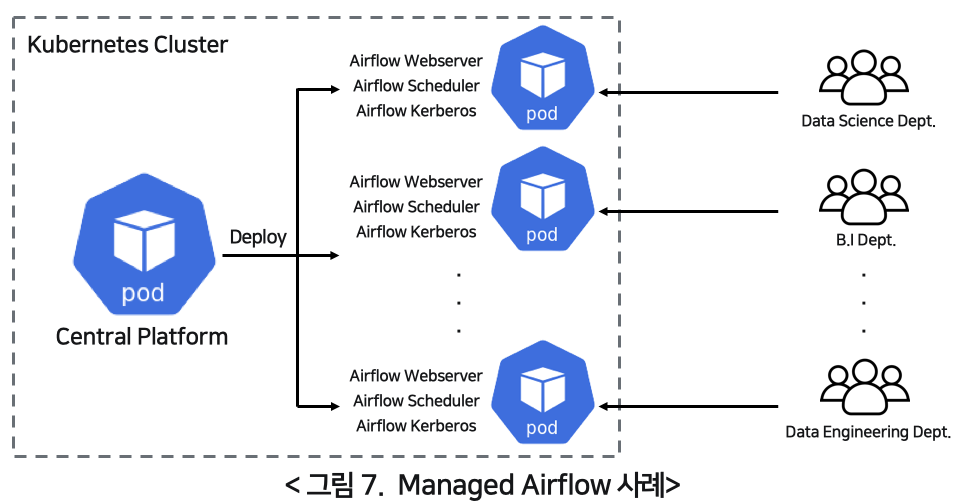 Kubernetes Cluster
Airflow Webserver
Airflow Scheduler
Airflow Kerberos
pod
Data Science Dept.
Airflow Webserver
Airflow Scheduler
Airflow Kerberos
pod
B.I Dept.
Deploy
pod
Central Platform
Airflow Webserver
Airflow Scheduler
Airflow Kerberos
pod
Data Engineering Dept.
< 그림 7. Managed Airflow 사례>